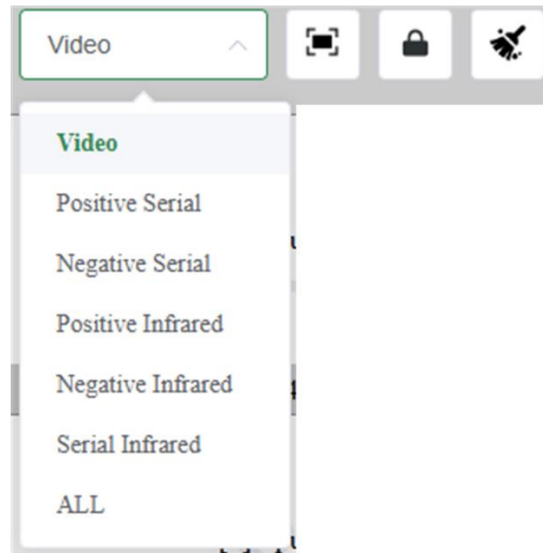 Video
Video
Positive Serial
Negative Serial
Positive Infrared
Negative Infrared
Serial Infrared
ALL